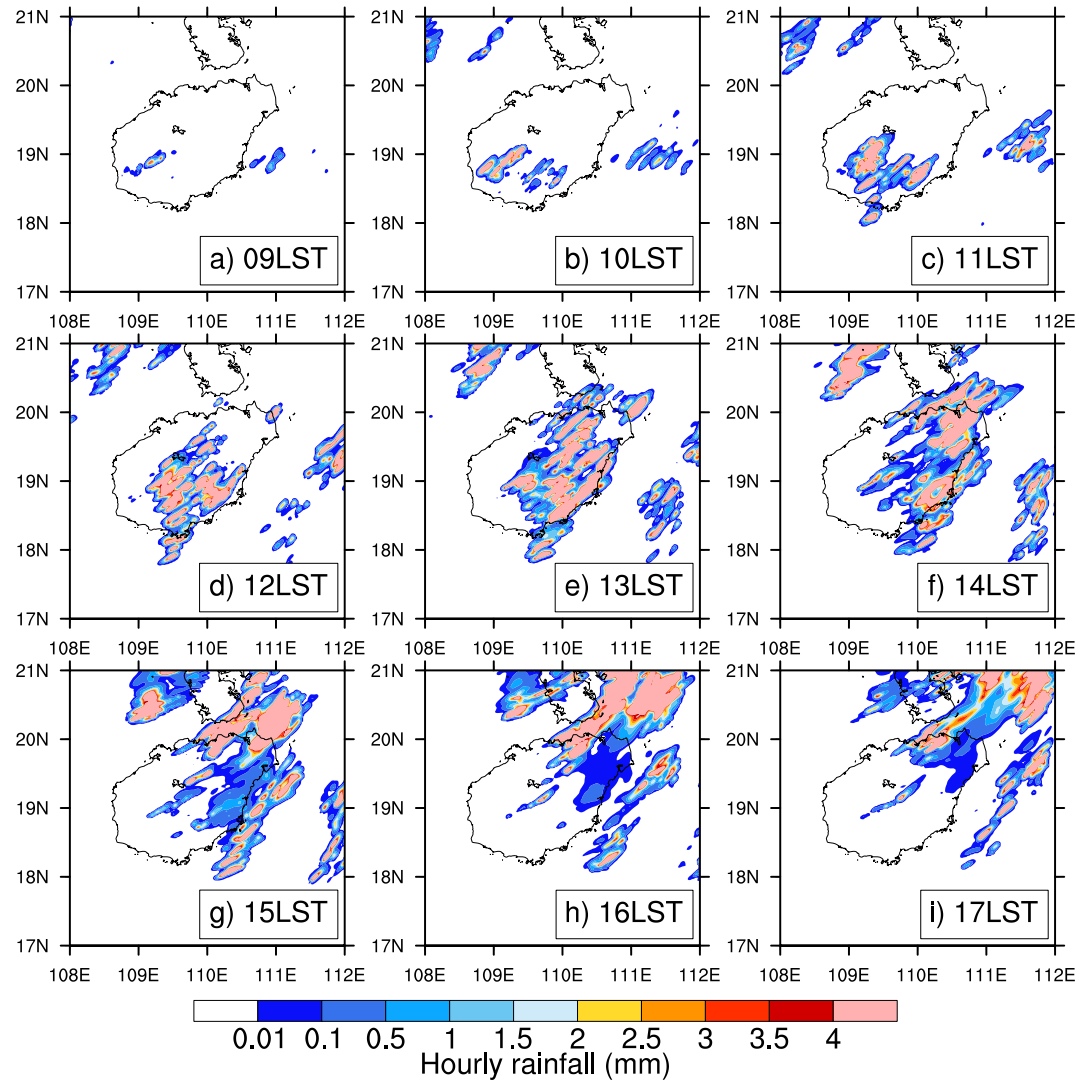 21N
20N
19N
18N
17N
108E 109E 110E 111E 112E
a) 09LST
21N
20N
19N
18N
17N
108E 109E 110E 111E 112E
b) 10LST
21N
20N
19N
18N
17N
108E 109E 110E 111E 112E
c) 11LST
21N
20N
19N
18N
17N
108E 109E 110E 111E 112E
d) 12LST
21N
20N
19N
18N
17N
108E 109E 110E 111E 112E
e) 13LST
21N
20N
19N
18N
17N
108E 109E 110E 111E 112E
f) 14LST
21N
20N
19N
18N
17N
108E 109E 110E 111E 112E
g) 15LST
21N
20N
19N
18N
17N
108E 109E 110E 111E 112E
h) 16LST
21N
20N
19N
18N
17N
108E 109E 110E 111E 112E
i) 17LST
0.01 0.1 0.5 1 1.5 2 2.5 3 3.5 4
Hourly rainfall (mm)